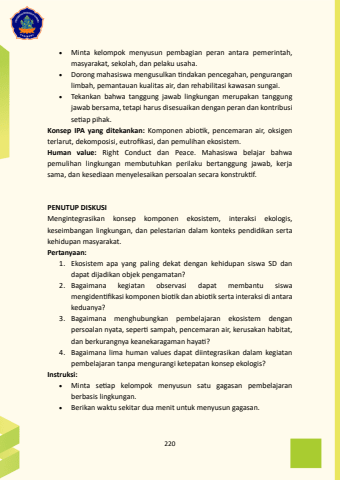 • Minta kelompok menyusun pembagian peran antara pemerintah,
masyarakat, sekolah, dan pelaku usaha.
• Dorong mahasiswa mengusulkan tindakan pencegahan, pengurangan
limbah, pemantauan kualitas air, dan rehabilitasi kawasan sungai.
• Tekankan bahwa tanggung jawab lingkungan merupakan tanggung
jawab bersama, tetapi harus disesuaikan dengan peran dan kontribusi
setiap pihak.
Konsep IPA yang ditekankan: Komponen abiotik, pencemaran air, oksigen
terlarut, dekomposisi, eutrofikasi, dan pemulihan ekosistem.
Human value: Right Conduct dan Peace. Mahasiswa belajar bahwa
pemulihan lingkungan membutuhkan perilaku bertanggung jawab, kerja
sama, dan kesediaan menyelesaikan persoalan secara konstruktif.
PENUTUP DISKUSI
Mengintegrasikan konsep komponen ekosistem, interaksi ekologis,
keseimbangan lingkungan, dan pelestarian dalam konteks pendidikan serta
kehidupan masyarakat.
Pertanyaan:
1. Ekosistem apa yang paling dekat dengan kehidupan siswa SD dan
dapat dijadikan objek pengamatan?
2. Bagaimana kegiatan observasi dapat membantu siswa
mengidentifikasi komponen biotik dan abiotik serta interaksi di antara
keduanya?
3. Bagaimana menghubungkan pembelajaran ekosistem dengan
persoalan nyata, seperti sampah, pencemaran air, kerusakan habitat,
dan berkurangnya keanekaragaman hayati?
4. Bagaimana lima human values dapat diintegrasikan dalam kegiatan
pembelajaran tanpa mengurangi ketepatan konsep ekologis?
Instruksi:
• Minta setiap kelompok menyusun satu gagasan pembelajaran
berbasis lingkungan.
• Berikan waktu sekitar dua menit untuk menyusun gagasan.
220